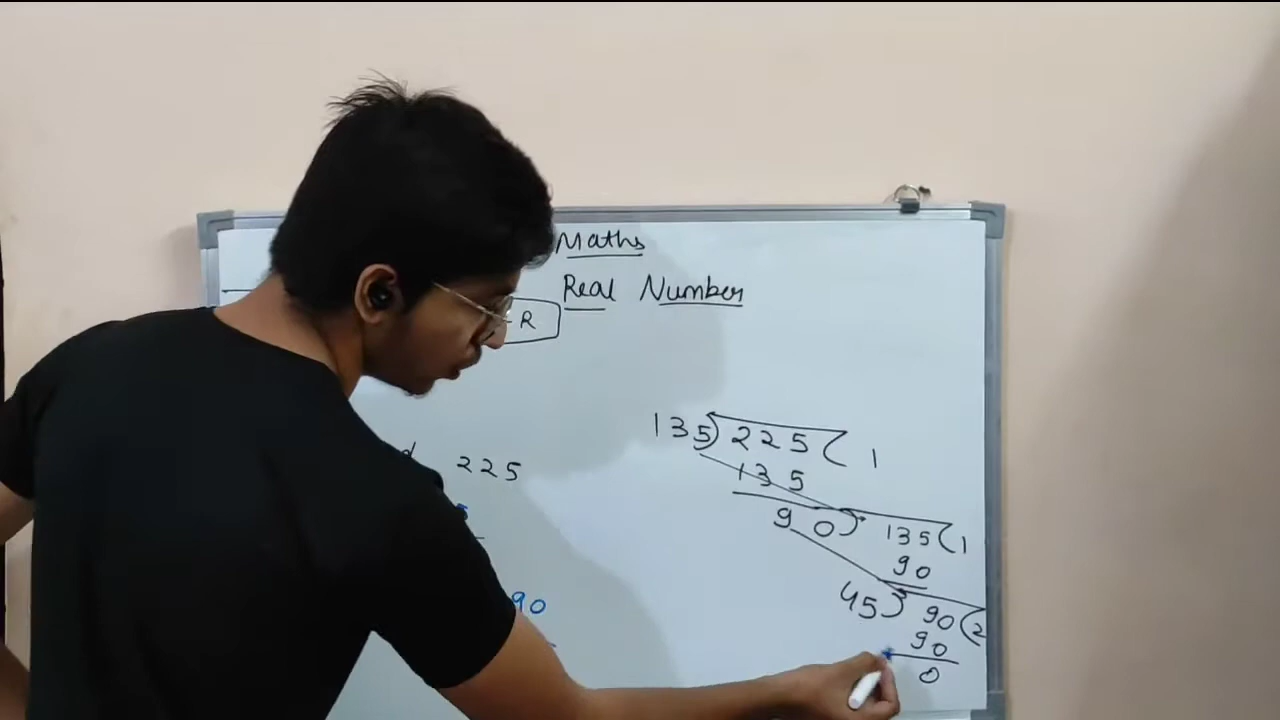 Maths
Real Number
R
225
90
135) 225 ( 1
135
90) 135 ( 1
90
45) 90 ( 2
90
0